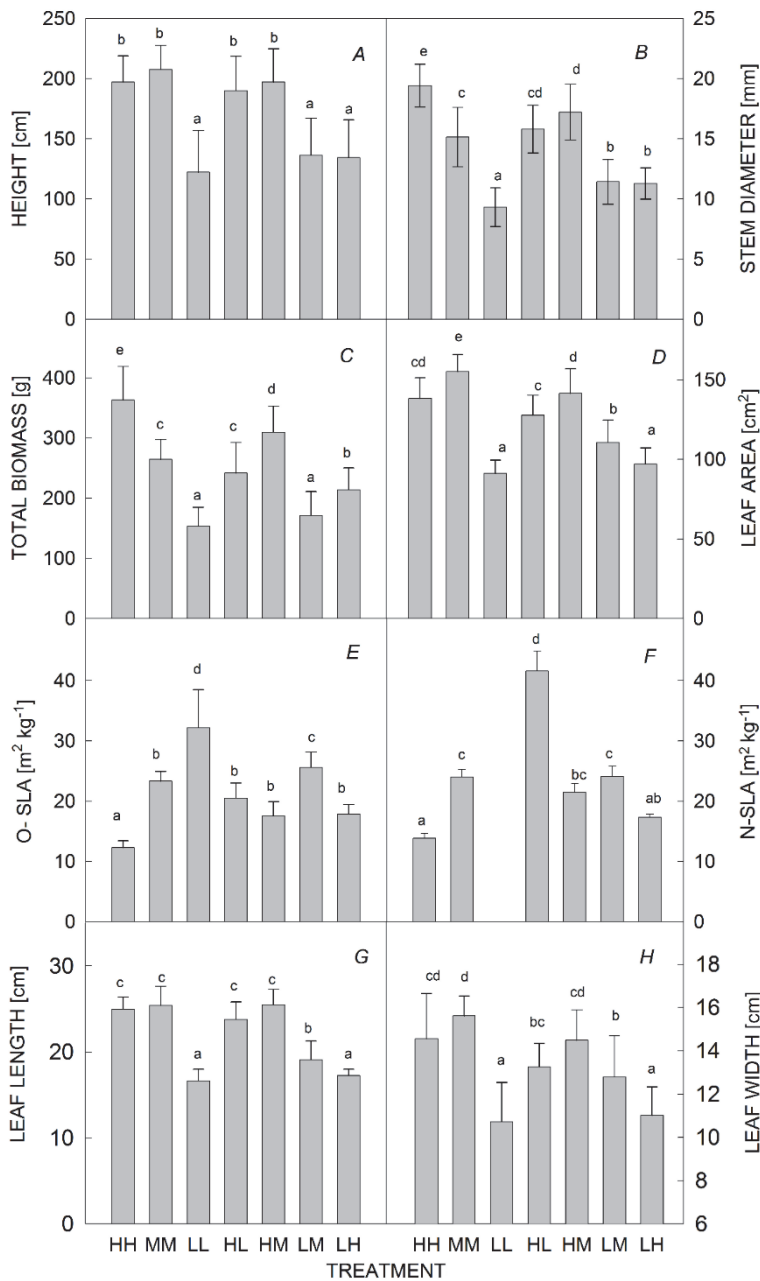 250 b b A b b B 25
e
d
200 b a c cd 20
a a
150 b b 15
a
100 10
50 5
0 0
HEIGHT [cm]
STEM DIAMETER [mm]
e C e D
400 d cd d 150
c c c b
300 a
b a
200 a a 100
100 50
0 0
TOTAL BIOMASS [g]
LEAF AREA [cm2]
d E d F
40 40
c
30 b b b b c bc c 30
a ab
20 a 20
10 10
0 0
O- SLA [m2 kg-1]
N-SLA [m2 kg-1]
30 c c c c G cd d cd H 18
b bc b 16
20 a a a a 14
12
10 10
8
0 6
LEAF LENGTH [cm]
LEAF WIDTH [cm]
HH MM LL HL HM LM LH HH MM LL HL HM LM LH
TREATMENT